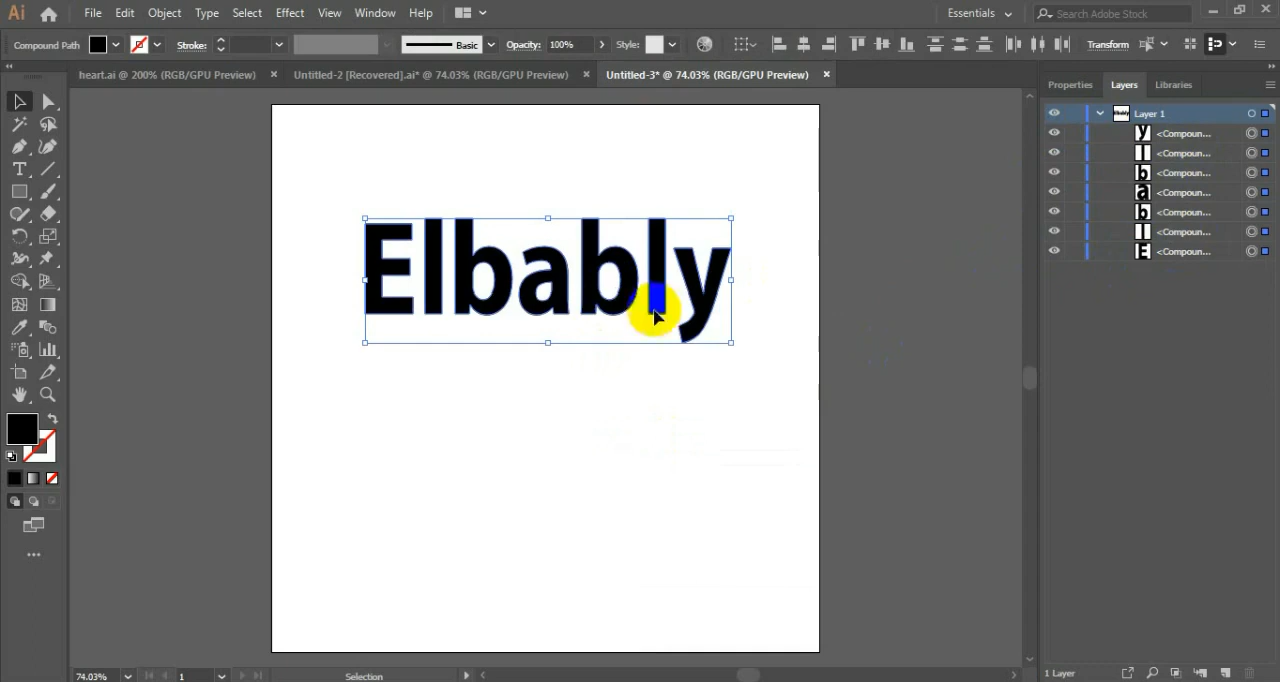 Ai File Edit Object Type Select Effect View Window Help Essentials Search Adobe Stock
Compound Path Stroke: Basic Opacity: 100% Style: Transform
heart.ai @ 200% (RGB/GPU Preview) Untitled-2 [Recovered].ai* @ 74.03% (RGB/GPU Preview) Untitled-3* @ 74.03% (RGB/GPU Preview)
Properties Layers Libraries
Layer 1
<Compoun...
<Compoun...
<Compoun...
<Compoun...
<Compoun...
<Compoun...
<Compoun...
Elbably
74.03% 1 Selection 1 Layer